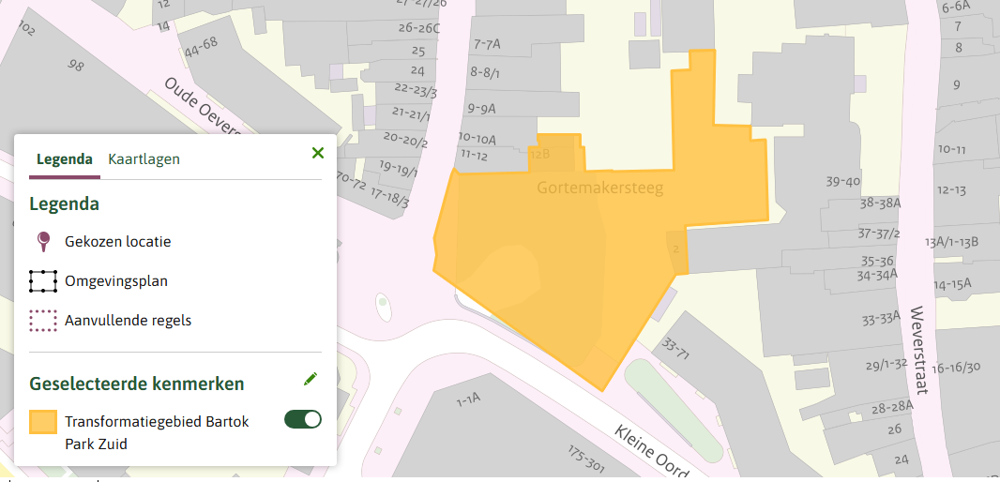 27-27/26
26-26C
25
24
22-23/3
21-21/1
20-20/2
19-19/1
17-18/3
70-72
12
14
44-68
102
98
Oude Oevers
7-7A
8-8/1
9-9A
10-10A
11-12
12B
Gortemakersteeg
2
6-6A
7
8
9
10-11
12-13
13A/1-13B
14-15A
16-16/30
39-40
38-38A
37-37/2
35-36
34-34A
33-33A
29/1-32
28-28A
26
24
Weverstraat
33-71
1-1A
175-301
Kleine Oord
Legenda
Kaartlagen
Legenda
Gekozen locatie
Omgevingsplan
Aanvullende regels
Geselecteerde kenmerken
Transformatiegebied Bartok
Park Zuid